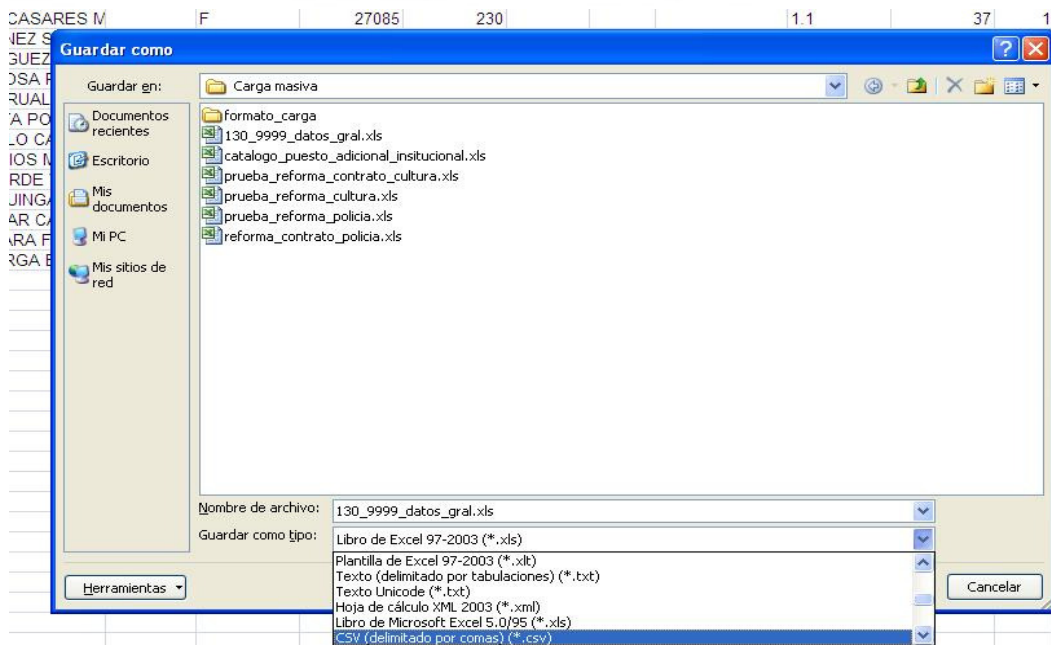 CASARES M F 27085 230 1.1 37 1
Guardar como
Guardar en: Carga masiva
Documentos recientes
Escritorio
Mis documentos
Mi PC
Mis sitios de red
formato_carga
130_9999_datos_gral.xls
catalogo_puesto_adicional_insitucional.xls
prueba_reforma_contrato_cultura.xls
prueba_reforma_cultura.xls
prueba_reforma_policia.xls
reforma_contrato_policia.xls
Nombre de archivo: 130_9999_datos_gral.xls
Guardar como tipo: Libro de Excel 97-2003 (*.xls)
Plantilla de Excel 97-2003 (*.xlt)
Texto (delimitado por tabulaciones) (*.txt)
Texto Unicode (*.txt)
Hoja de cálculo XML 2003 (*.xml)
Libro de Microsoft Excel 5.0/95 (*.xls)
CSV (delimitado por comas) (*.csv)
Herramientas
Cancelar